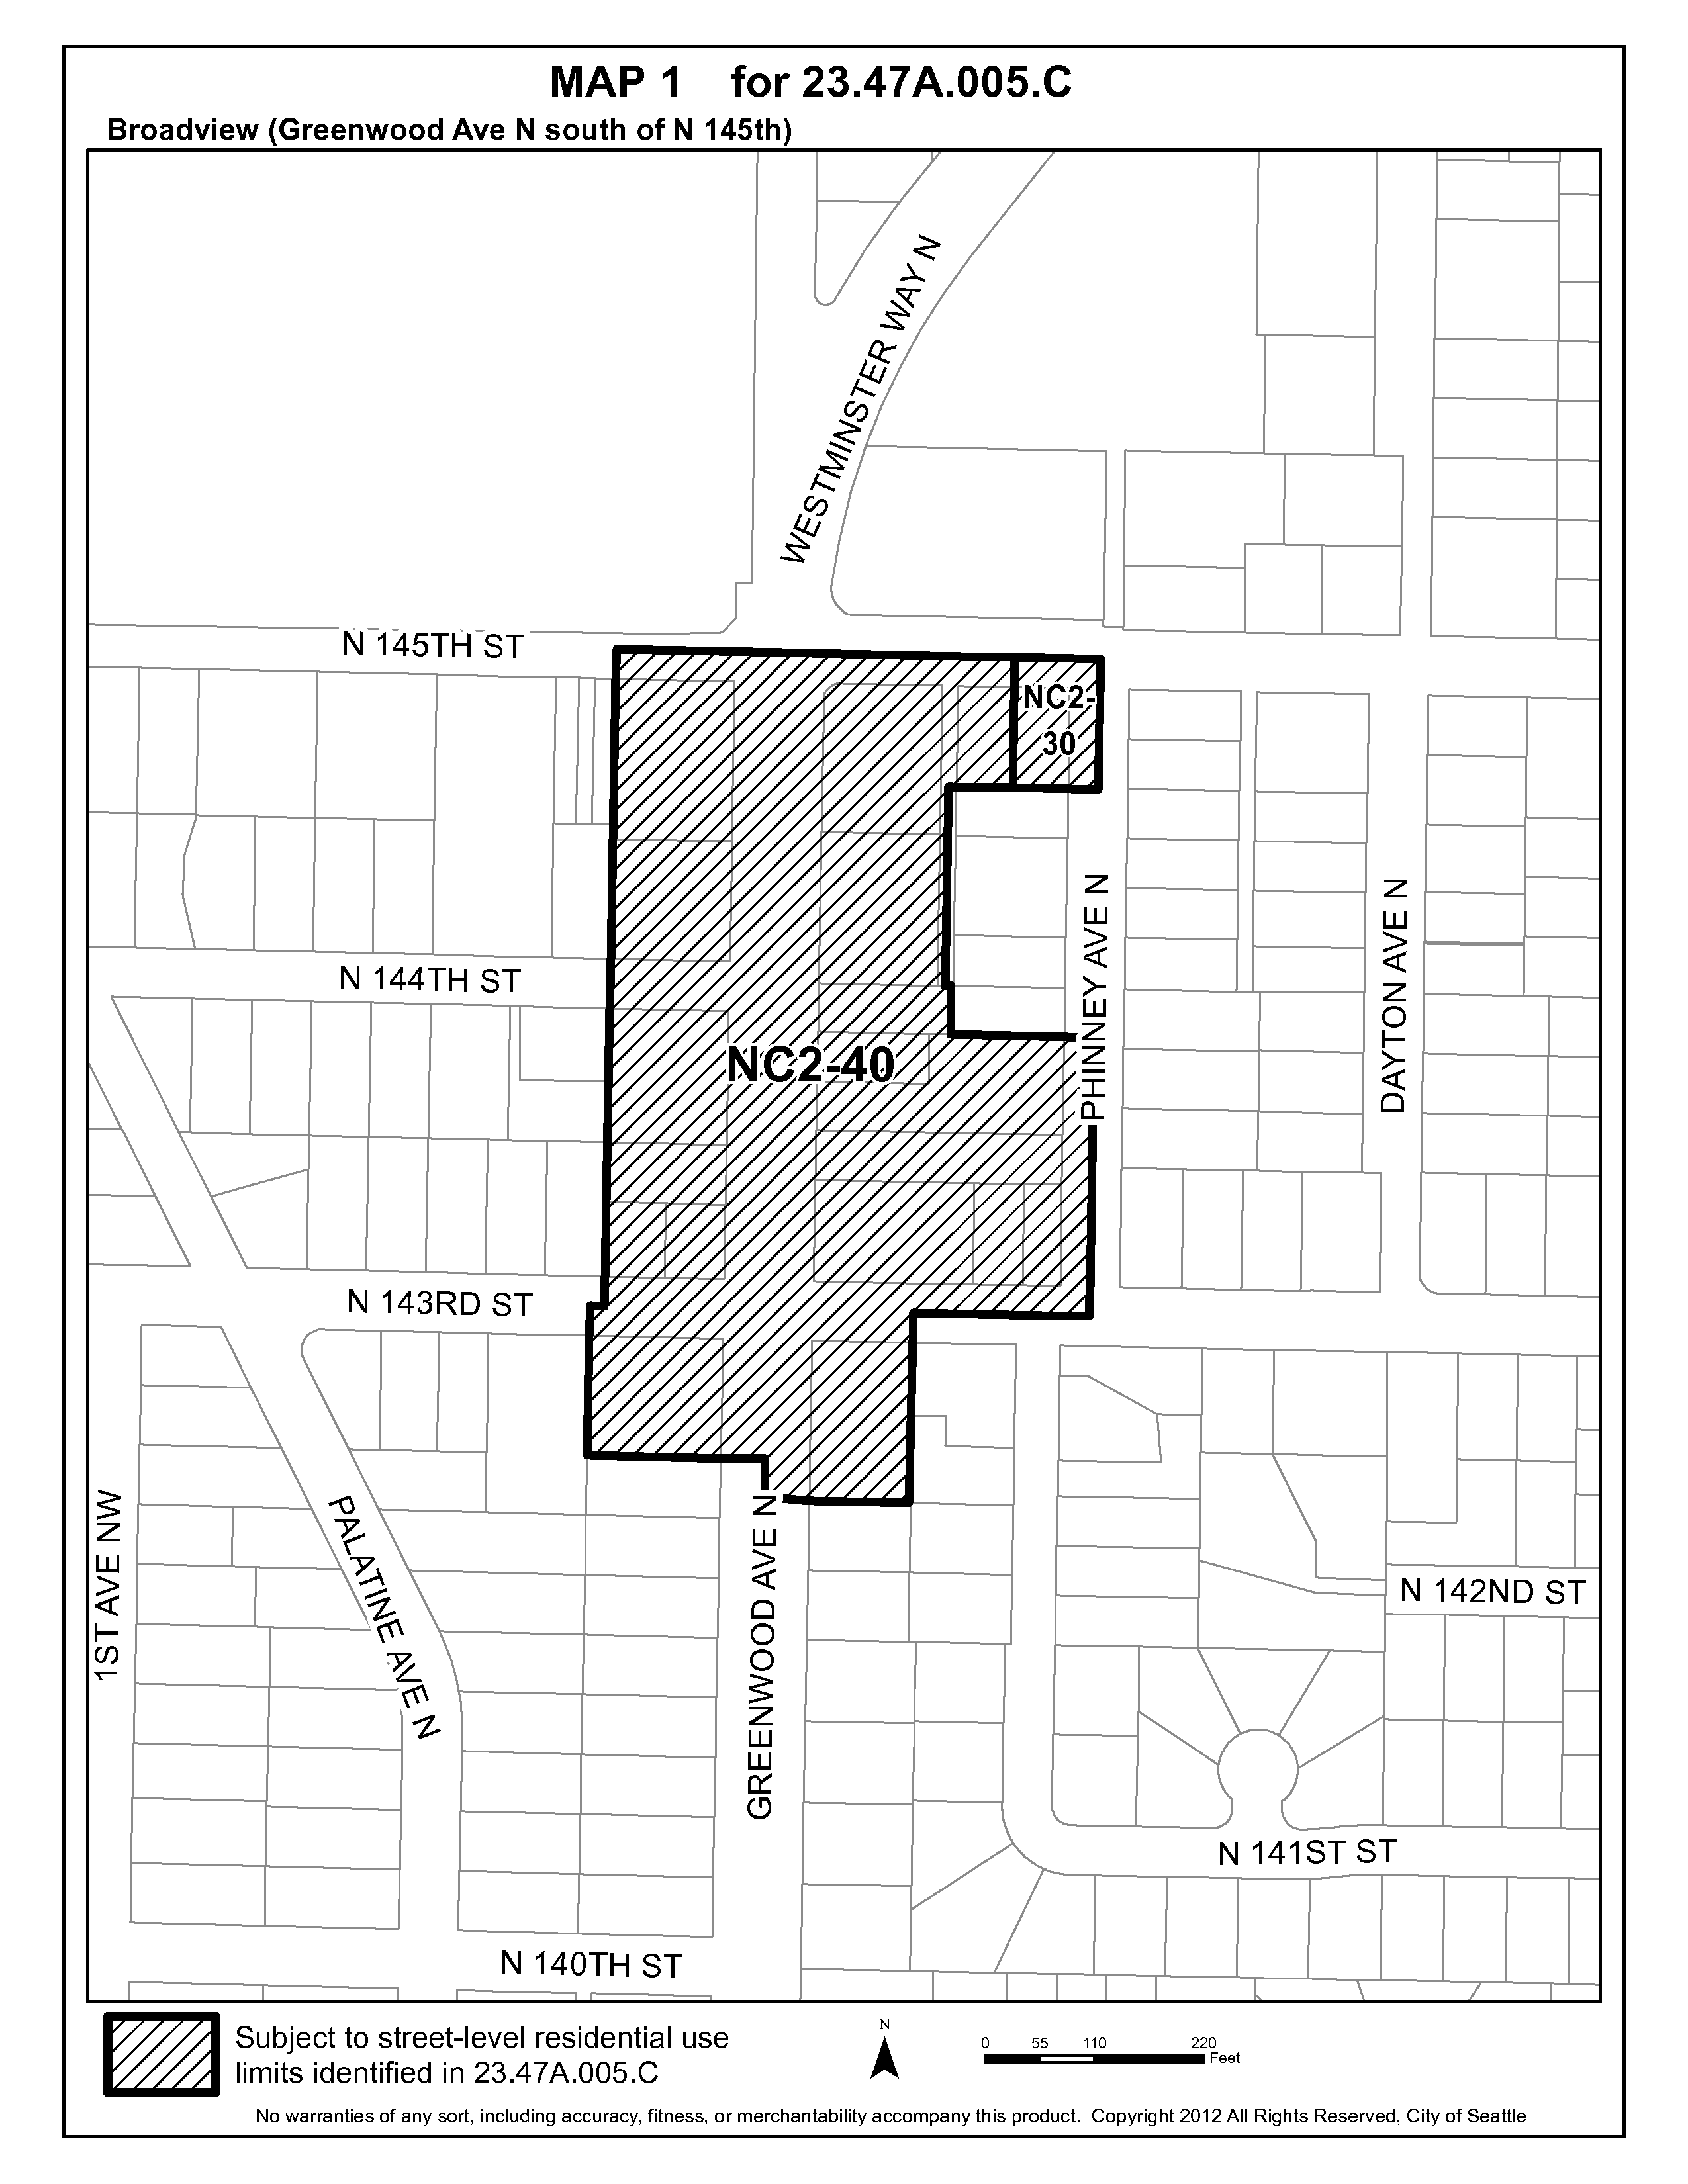 MAP 1 for 23.47A.005.C
Broadview (Greenwood Ave N south of N 145th)
WESTMINSTER WAY N
N 145TH ST
NC2-
30
PHINNEY AVE N
DAYTON AVE N
N 144TH ST
NC2-40
N 143RD ST
1ST AVE NW
PALATINE AVE N
GREENWOOD AVE N
N 142ND ST
N 141ST ST
N 140TH ST
Subject to street-level residential use
limits identified in 23.47A.005.C
N
0 55 110 220
Feet
No warranties of any sort, including accuracy, fitness, or merchantability accompany this product. Copyright 2012 All Rights Reserved, City of Seattle